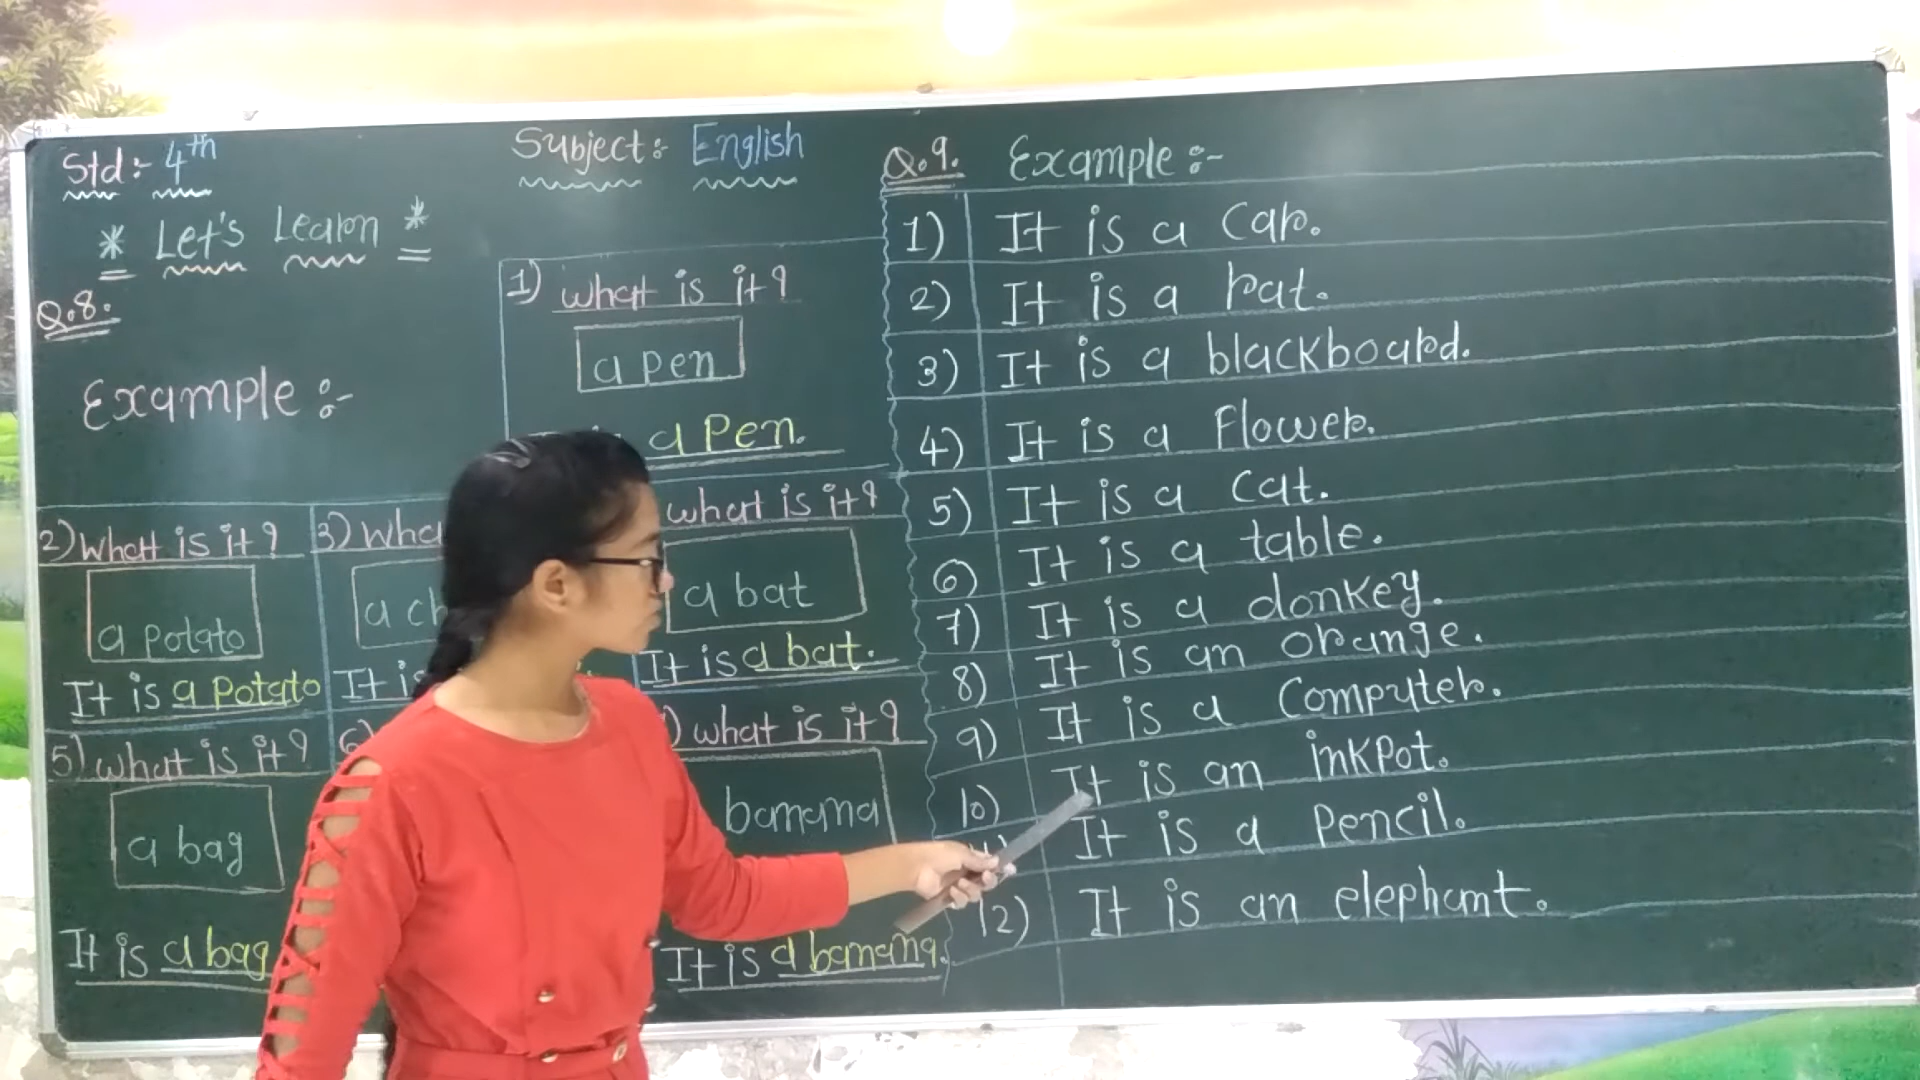 Std:- 4th
Subject:- English
* Let's Learn *
Q.8.
Example :-
1) what is it?
a pen
a Pen.
2) What is it?
a potato
It is a Potato
3)
It is
what is it?
a bat
It is a bat.
5) what is it?
a bag
It is a bag
what is it?
banana
It is a banana.
Q.9. Example :-
1) It is a Car.
2) It is a rat.
3) It is a blackboard.
4) It is a Flower.
5) It is a Cat.
6) It is a table.
7) It is a donkey.
8) It is an orange.
9) It is a Computer.
10) It is an inkPot.
It is a Pencil.
12) It is an elephant.